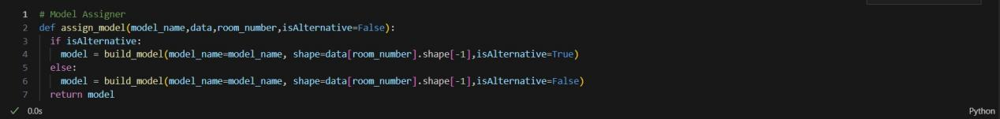 1 # Model Assigner
2 def assign_model(model_name,data,room_number,isAlternative=False):
3   if isAlternative:
4     model = build_model(model_name=model_name, shape=data[room_number].shape[-1],isAlternative=True)
5   else:
6     model = build_model(model_name=model_name, shape=data[room_number].shape[-1],isAlternative=False)
7   return model
✓ 0.0s Python